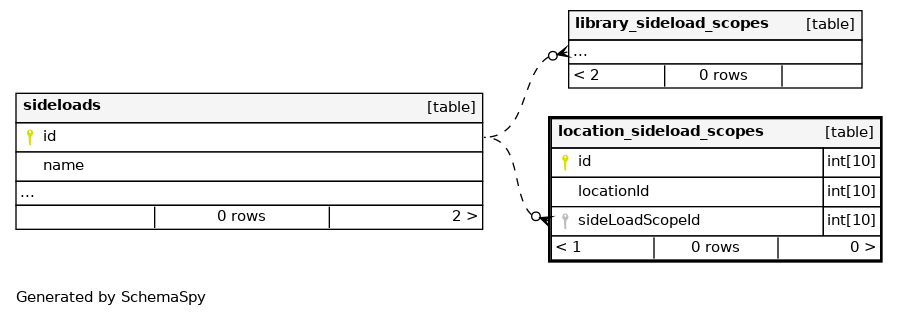 library_sideload_scopes [table]
...
< 2 0 rows
sideloads [table]
id
name
...
0 rows 2 >
location_sideload_scopes [table]
id int[10]
locationId int[10]
sideLoadScopeId int[10]
< 1 0 rows 0 >
Generated by SchemaSpy